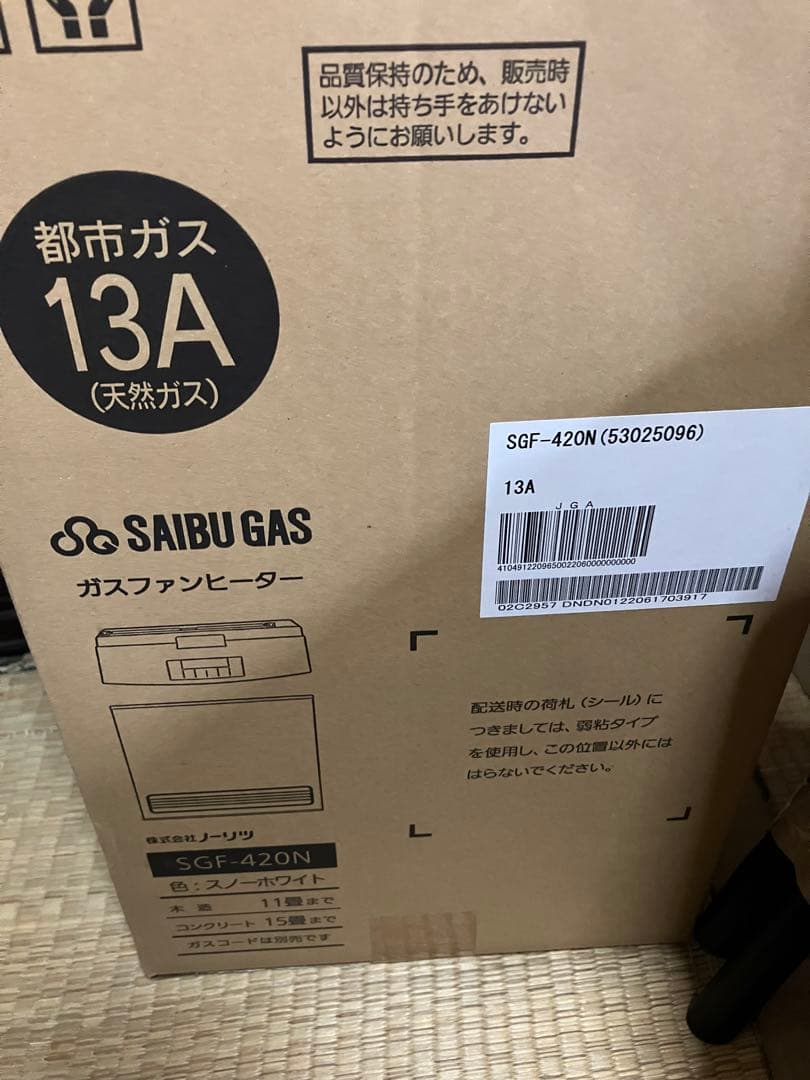 品質保持のため、販売時
以外は持ち手をあけない
ようにお願いします。
都市ガス
13A
(天然ガス)
SGF-420N(53025096)
13A
JGA
41049122096500220600000000000
02C2957 DNDN0122061703917
SAIBU GAS
ガスファンヒーター
配送時の荷札(シール)に
つきましては、弱粘タイプ
を使用し、この位置以外には
はらないでください。
株式会社ノーリツ
SGF-420N
色:スノーホワイト
木造 11畳まで
コンクリート 15畳まで
ガスコードは別売です